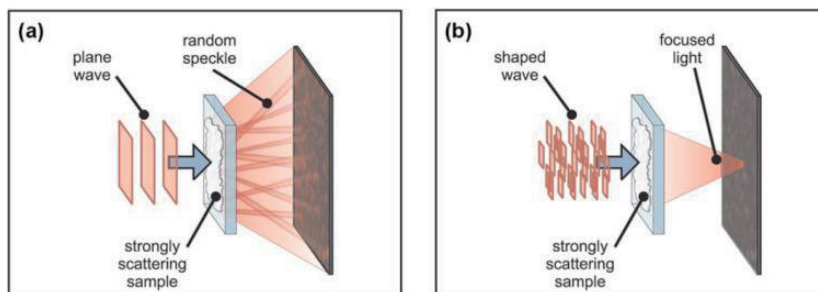 (a)
plane
wave
random
speckle
strongly
scattering
sample
(b)
shaped
wave
focused
light
strongly
scattering
sample